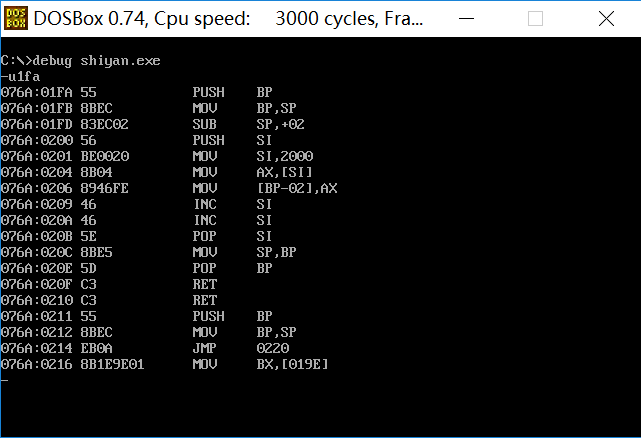 DOS
BOX
DOSBox 0.74, Cpu speed: 3000 cycles, Fra...
C:\>debug shiyan.exe
-u1fa
076A:01FA 55 PUSH BP
076A:01FB 8BEC MOV BP,SP
076A:01FD 83EC02 SUB SP,+02
076A:0200 56 PUSH SI
076A:0201 BE0020 MOV SI,2000
076A:0204 8B04 MOV AX,[SI]
076A:0206 8946FE MOV [BP-02],AX
076A:0209 46 INC SI
076A:020A 46 INC SI
076A:020B 5E POP SI
076A:020C 8BE5 MOV SP,BP
076A:020E 5D POP BP
076A:020F C3 RET
076A:0210 C3 RET
076A:0211 55 PUSH BP
076A:0212 8BEC MOV BP,SP
076A:0214 EB0A JMP 0220
076A:0216 8B1E9E01 MOV BX,[019E]
-